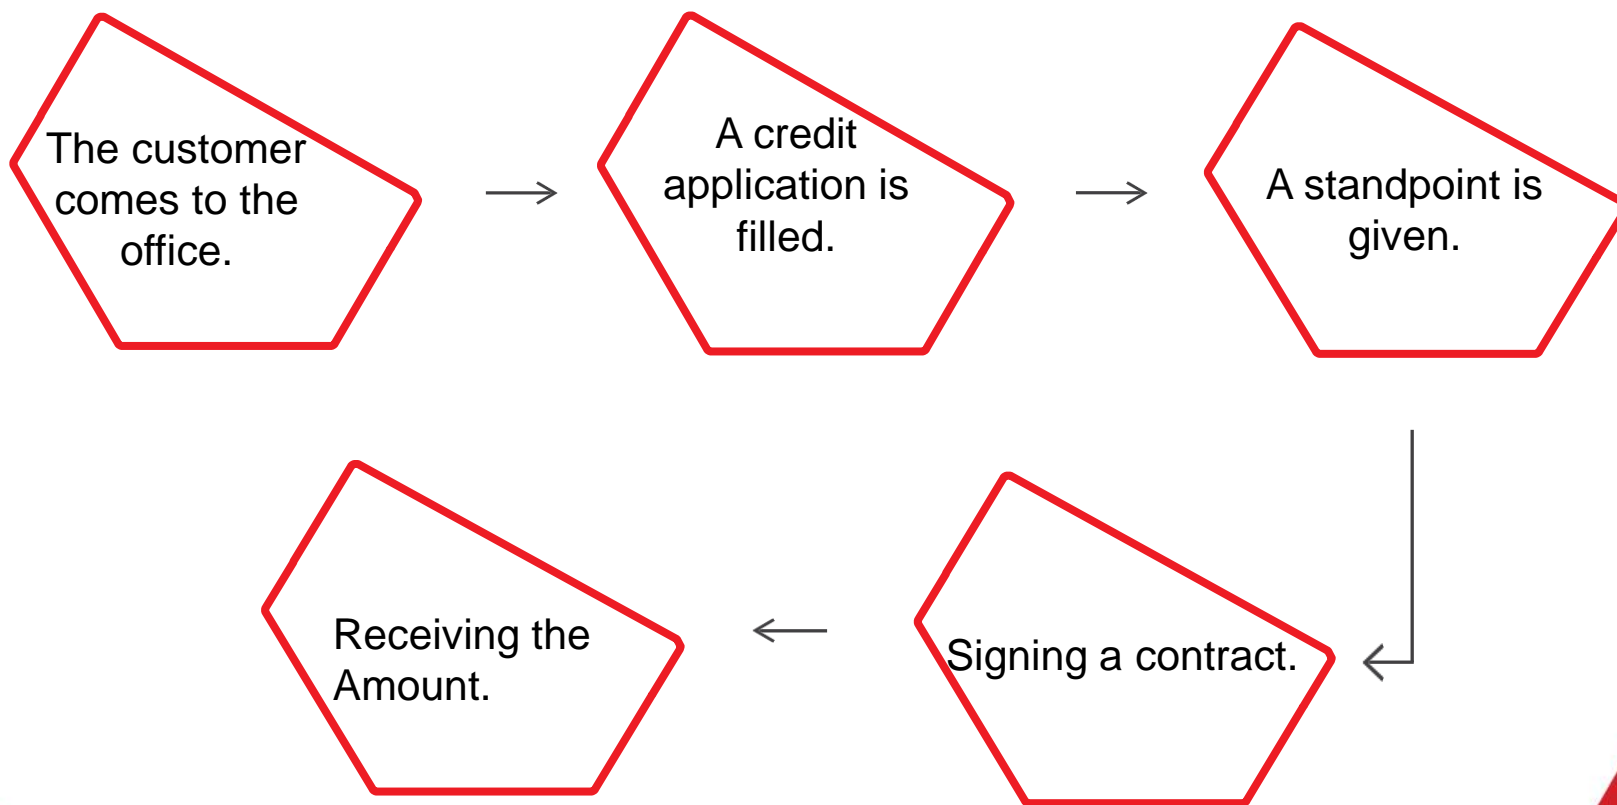 The customer
comes to the
office.
A credit
application is
filled.
A standpoint is
given.
Signing a contract.
Receiving the
Amount.